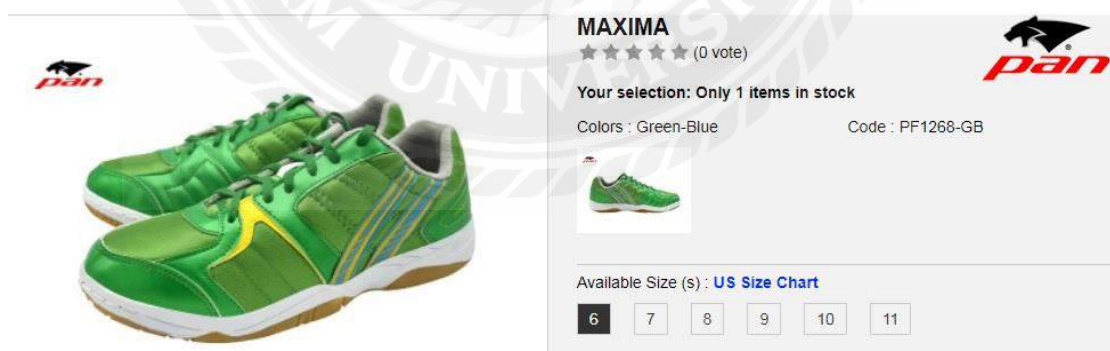 pan
MAXIMA
(0 vote)
pan
Your selection: Only 1 items in stock
Colors : Green-Blue
Code : PF1268-GB
Available Size (s) : US Size Chart
6 7 8 9 10 11
M UNIVERS